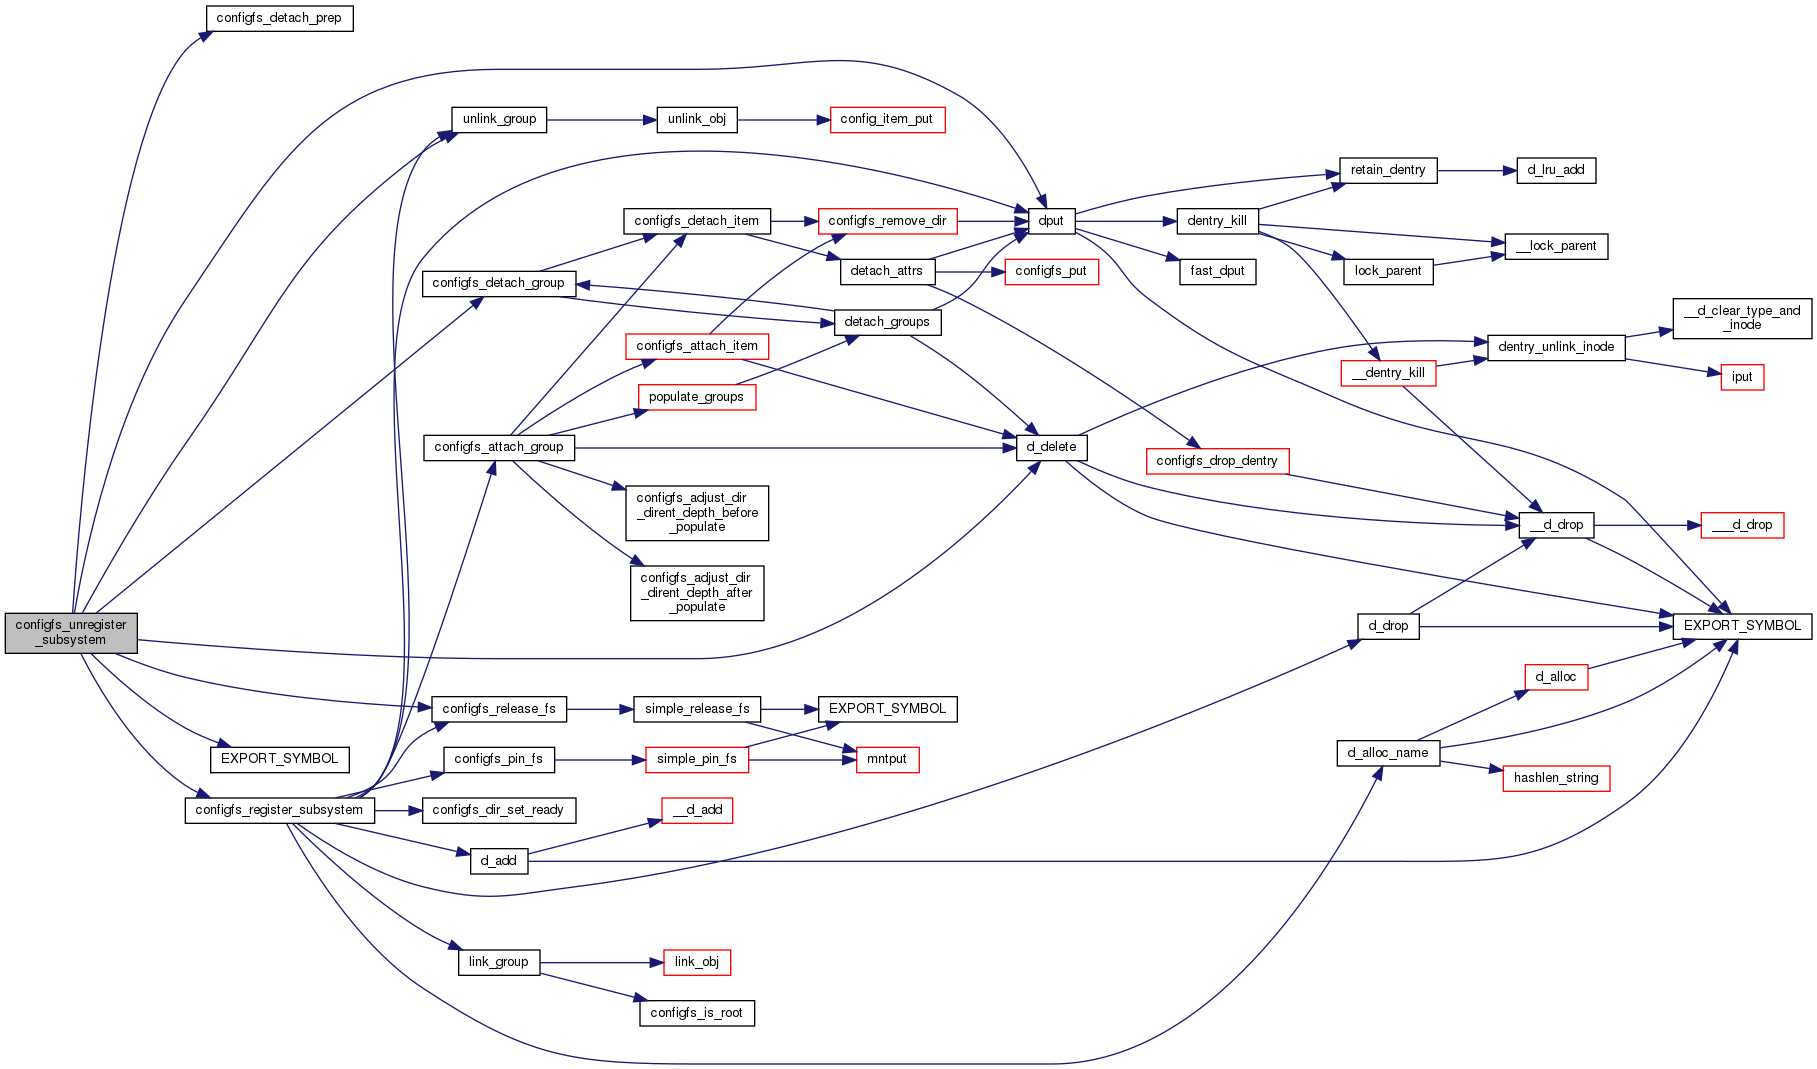 configfs_detach_prep
unlink_group
unlink_obj
config_item_put
retain_dentry
d_lru_add
configfs_detach_item
configfs_remove_dir
dput
dentry_kill
__lock_parent
configfs_detach_group
detach_attrs
configfs_put
fast_dput
lock_parent
detach_groups
__d_clear_type_and
_inode
configfs_attach_item
dentry_unlink_inode
__dentry_kill
iput
populate_groups
configfs_attach_group
d_delete
configfs_drop_dentry
configfs_adjust_dir
_dirent_depth_before
_populate
__d_drop
___d_drop
configfs_adjust_dir
_dirent_depth_after
_populate
configfs_unregister
_subsystem
d_drop
EXPORT_SYMBOL
d_alloc
configfs_release_fs
simple_release_fs
EXPORT_SYMBOL
EXPORT_SYMBOL
configfs_pin_fs
simple_pin_fs
mntput
d_alloc_name
hashlen_string
configfs_register_subsystem
configfs_dir_set_ready
__d_add
d_add
link_group
link_obj
configfs_is_root